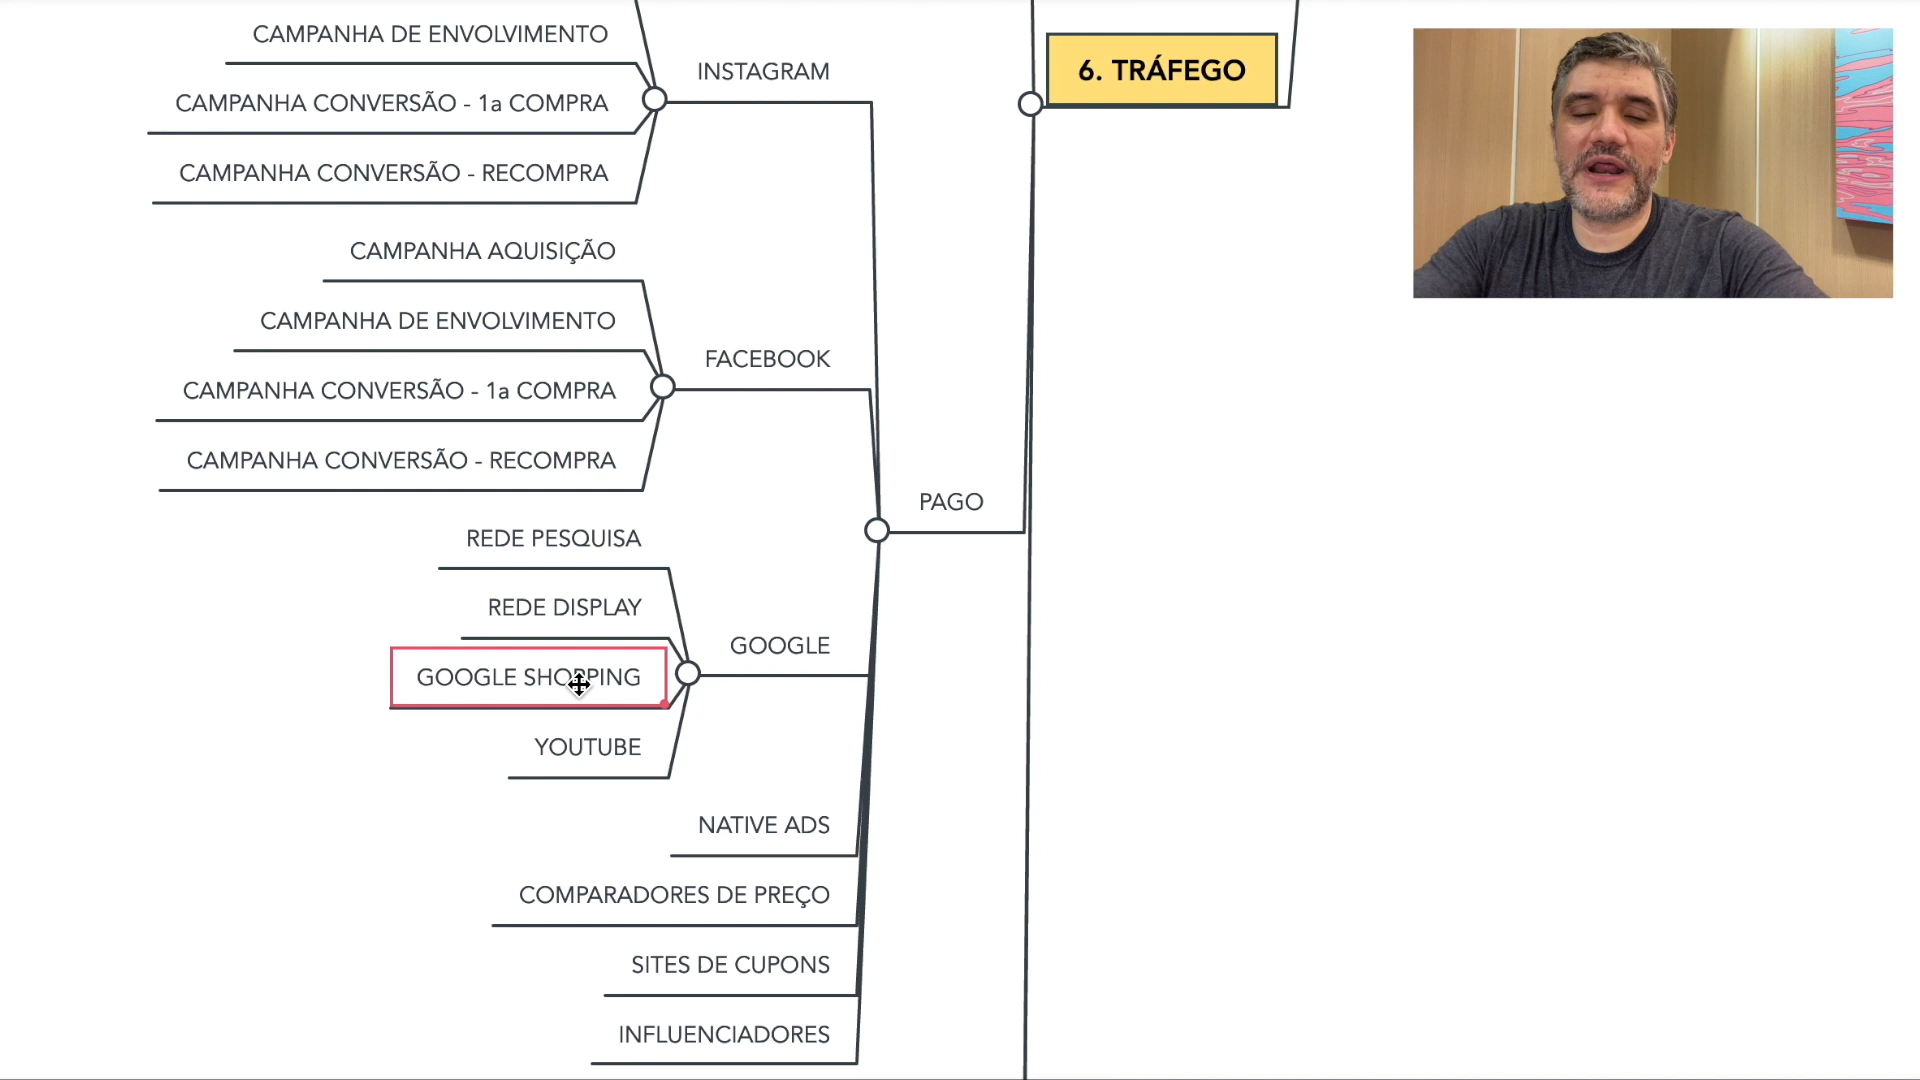 CAMPANHA DE ENVOLVIMENTO
CAMPANHA CONVERSÃO - 1a COMPRA
CAMPANHA CONVERSÃO - RECOMPRA
INSTAGRAM
6. TRÁFEGO
CAMPANHA AQUISIÇÃO
CAMPANHA DE ENVOLVIMENTO
CAMPANHA CONVERSÃO - 1a COMPRA
CAMPANHA CONVERSÃO - RECOMPRA
FACEBOOK
PAGO
REDE PESQUISA
REDE DISPLAY
GOOGLE SHOPPING
YOUTUBE
GOOGLE
NATIVE ADS
COMPARADORES DE PREÇO
SITES DE CUPONS
INFLUENCIADORES